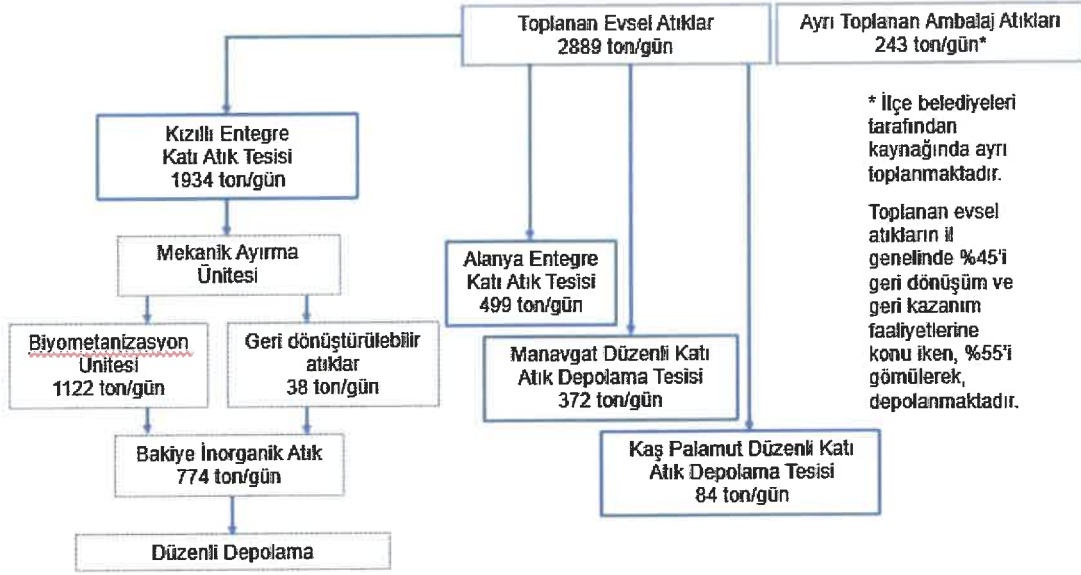 Toplanan Evsel Atıklar
2889 ton/gün
Ayrı Toplanan Ambalaj Atıkları
243 ton/gün*
* İlçe belediyeleri
tarafından
kaynağında ayrı
toplanmaktadır.
Toplanan evsel
atıkların il
genelinde %45'i
geri dönüşüm ve
geri kazanım
faaliyetlerine
konu iken, %55'i
gömülerek,
depolanmaktadır.
Kızıllı Entegre
Katı Atık Tesisi
1934 ton/gün
Mekanik Ayırma
Ünitesi
Biyometanizasyon
Ünitesi
1122 ton/gün
Geri dönüştürülebilir
atıklar
38 ton/gün
Bakiye İnorganik Atık
774 ton/gün
Düzenli Depolama
Alanya Entegre
Katı Atık Tesisi
499 ton/gün
Manavgat Düzenli Katı
Atık Depolama Tesisi
372 ton/gün
Kaş Palamut Düzenli Katı
Atık Depolama Tesisi
84 ton/gün